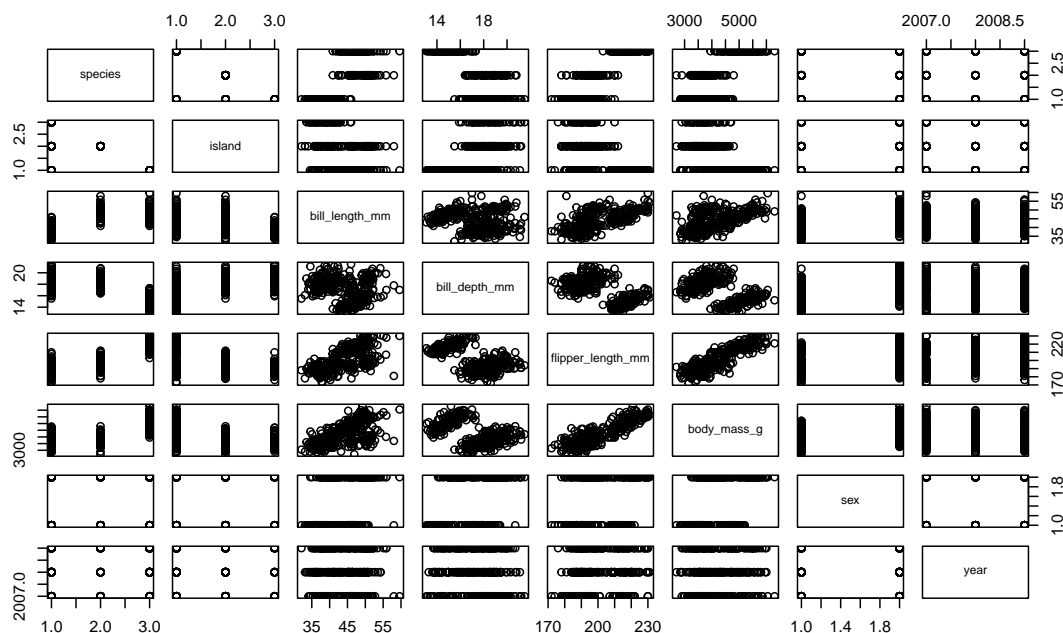 1.0 2.0 3.0 14 18 3000 5000 2007.0 2008.5
species 1.0 2.5
1.0 2.5 island
bill_length_mm 35 55
14 20 bill_depth_mm
flipper_length_mm 170 220
3000 body_mass_g
sex 1.0 1.8
2007.0 year
1.0 2.0 3.0 35 45 55 170 200 230 1.0 1.4 1.8